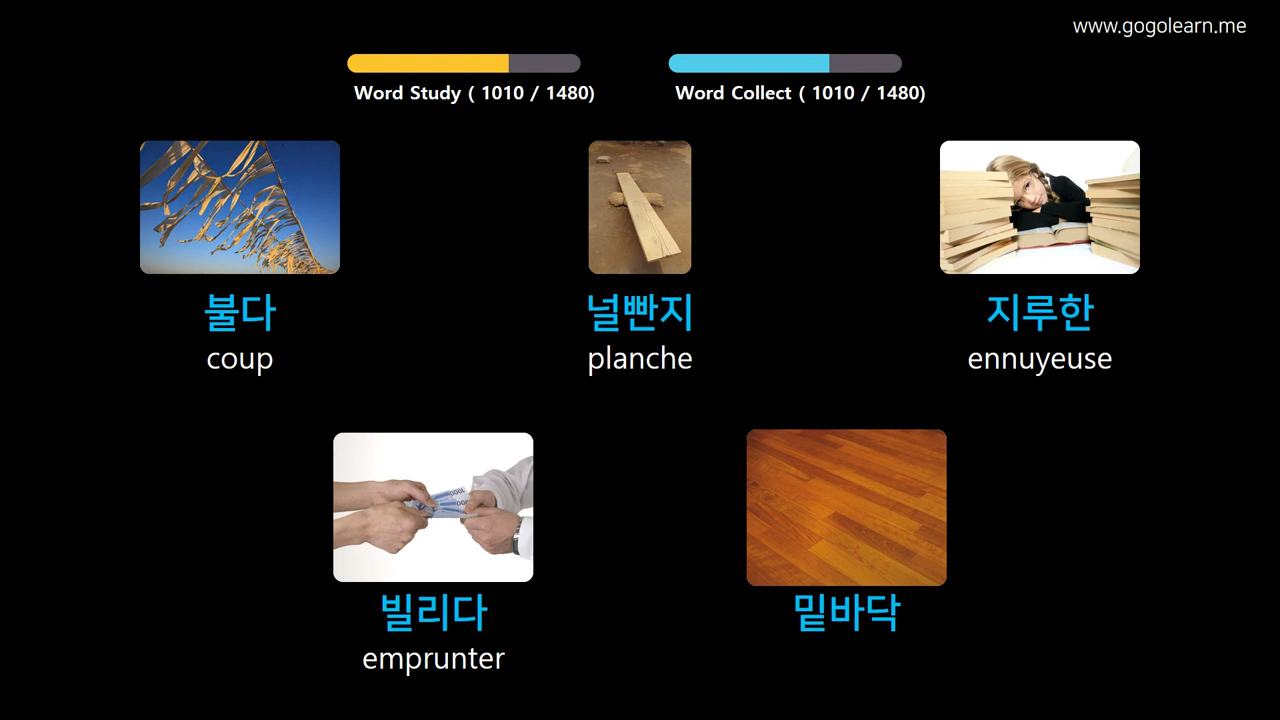 www.gogolearn.me
Word Study ( 1010 / 1480)
Word Collect ( 1010 / 1480)
불다
coup
널빤지
planche
지루한
ennuyeuse
빌리다
emprunter
밑바닥